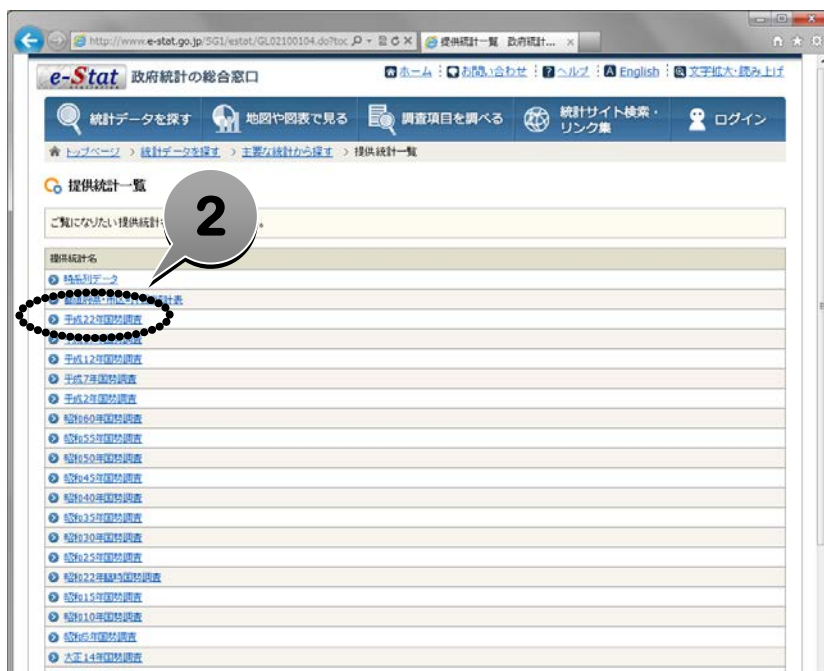 http://www.e-stat.go.jp/SG1/estat/GL02100104.do?toc
提供統計一覧 政府統計...
e-Stat 政府統計の総合窓口
ホーム お問い合わせ ヘルプ English 文字拡大・読み上げ
統計データを探す 地図や図表で見る 調査項目を調べる 統計サイト検索・リンク集 ログイン
トップページ > 統計データを探す > 主要な統計から探す > 提供統計一覧
提供統計一覧
ご覧になりたい提供統計
2
提供統計名
時系列データ
平成22年国勢調査
平成12年国勢調査
平成7年国勢調査
平成2年国勢調査
昭和60年国勢調査
昭和55年国勢調査
昭和50年国勢調査
昭和45年国勢調査
昭和40年国勢調査
昭和35年国勢調査
昭和30年国勢調査
昭和25年国勢調査
昭和22年臨時国勢調査
昭和15年国勢調査
昭和10年国勢調査
昭和5年国勢調査
大正14年国勢調査